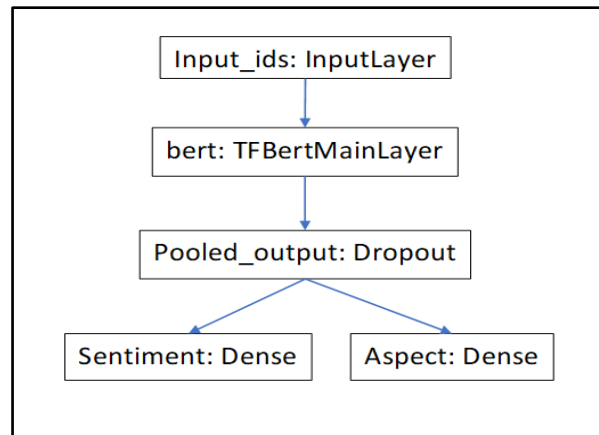 Input_ids: InputLayer
bert: TFBertMainLayer
Pooled_output: Dropout
Sentiment: Dense
Aspect: Dense